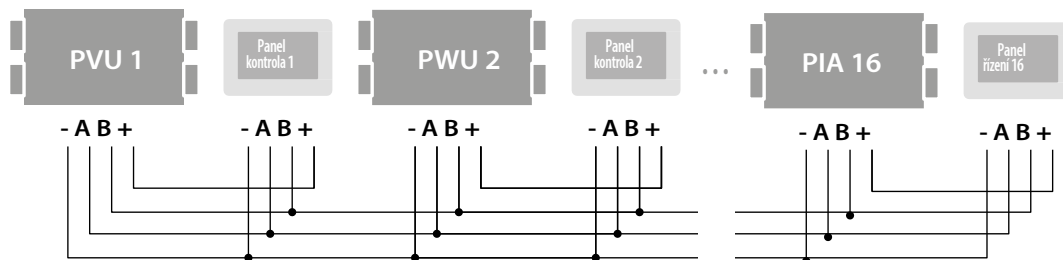 PVU 1
Panel
kontrola 1
PWU 2
Panel
kontrola 2
...
PIA 16
Panel
řízení 16
- A B +
- A B +
- A B +
- A B +
- A B +
- A B +